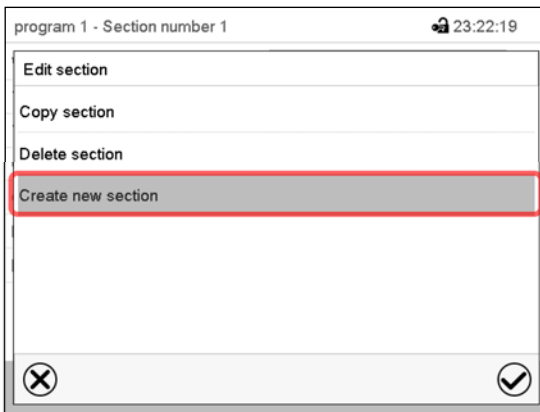 program 1 - Section number 1 23:22:19
Edit section
Copy section
Delete section
Create new section